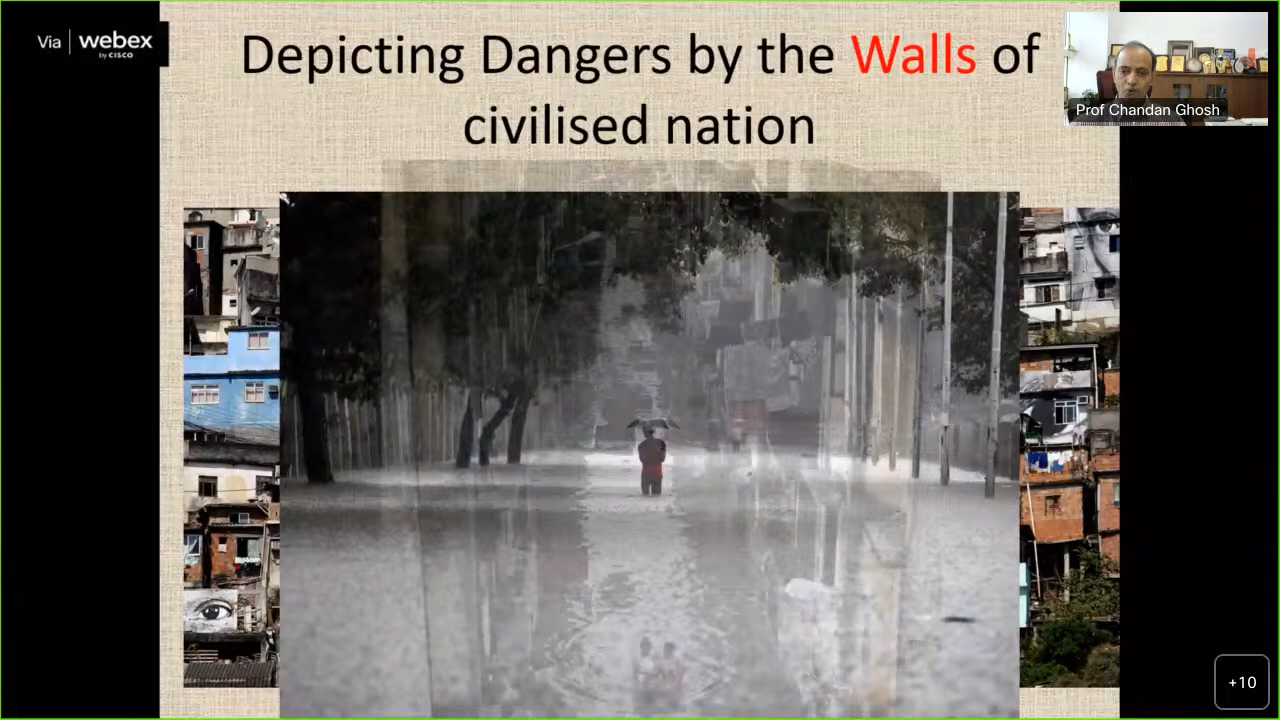 Via webex
by CISCO
Depicting Dangers by the Walls of
civilised nation
Prof Chandan Ghosh
+10